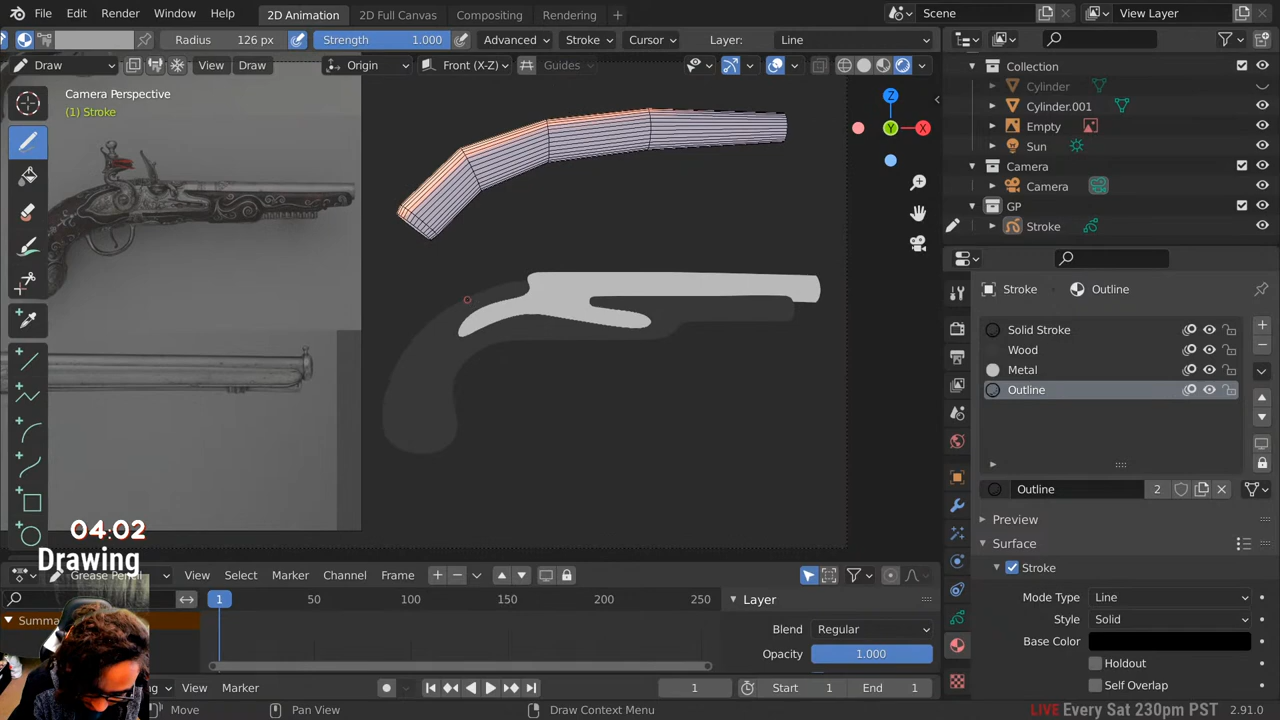 File Edit Render Window Help 2D Animation 2D Full Canvas Compositing Rendering + Scene View Layer
Radius 126 px Strength 1.000 Advanced Stroke Cursor Layer: Line
Draw View Draw Origin Front (X-Z) Guides
Camera Perspective
(1) Stroke
Z
Y
X
Collection
Cylinder
Cylinder.001
Empty
Sun
Camera
Camera
GP
Stroke
Stroke Outline
Solid Stroke
Wood
Metal
Outline
Outline 2
Preview
Surface
Stroke
Mode Type Line
Style Solid
Base Color
Holdout
Self Overlap
04:02
Drawing
Grease Pencil View Select Marker Channel Frame
1 50 100 150 200 250
Summa
Layer
Blend Regular
Opacity 1.000
View Marker 1 Start 1 End 1
Move Pan View Draw Context Menu
LIVE Every Sat 230pm PST 2.91.0